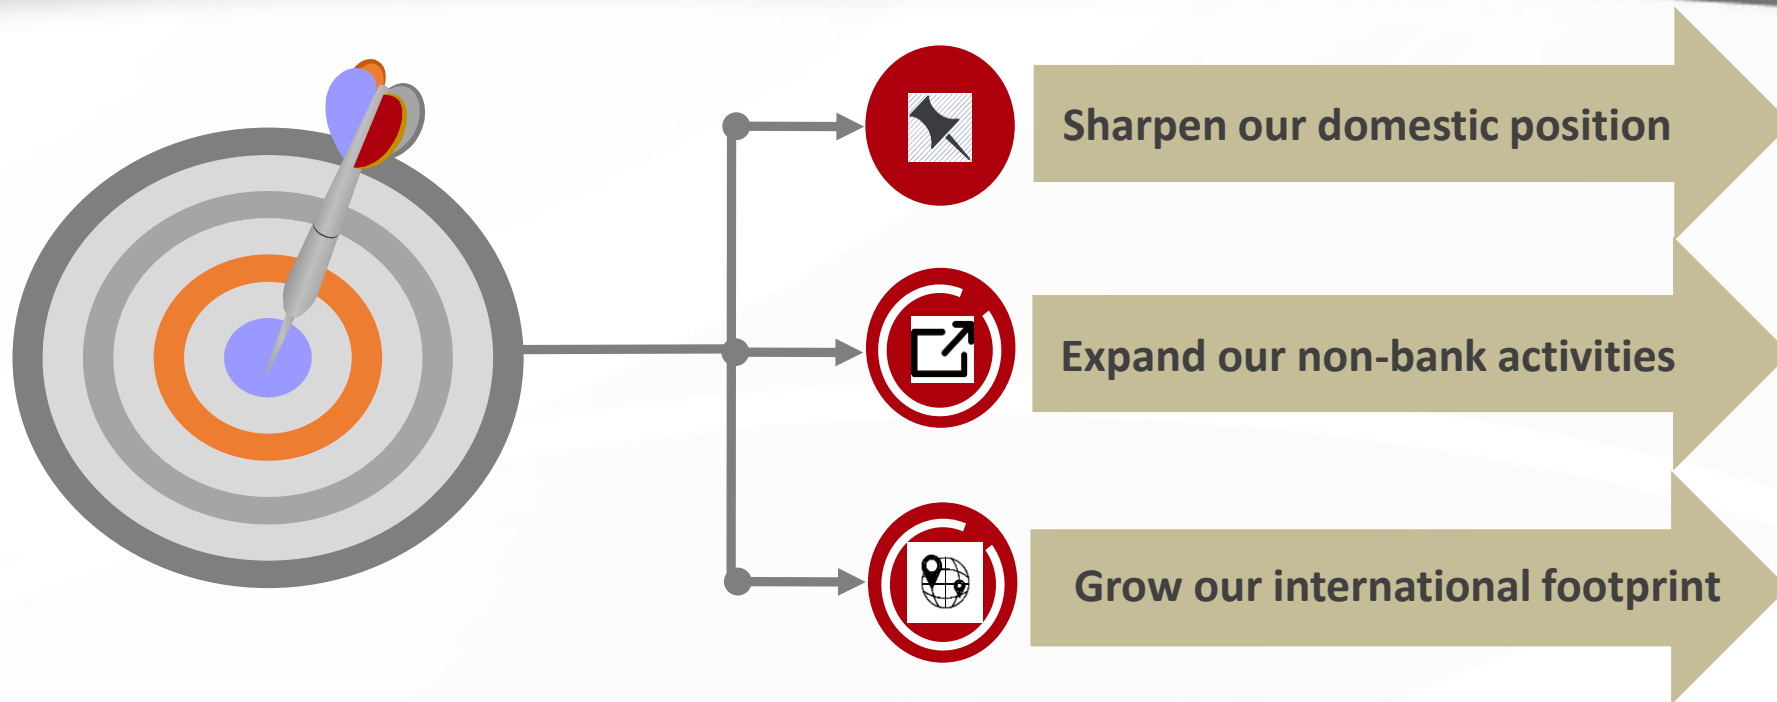 Sharpen our domestic position
Expand our non-bank activities
Grow our international footprint